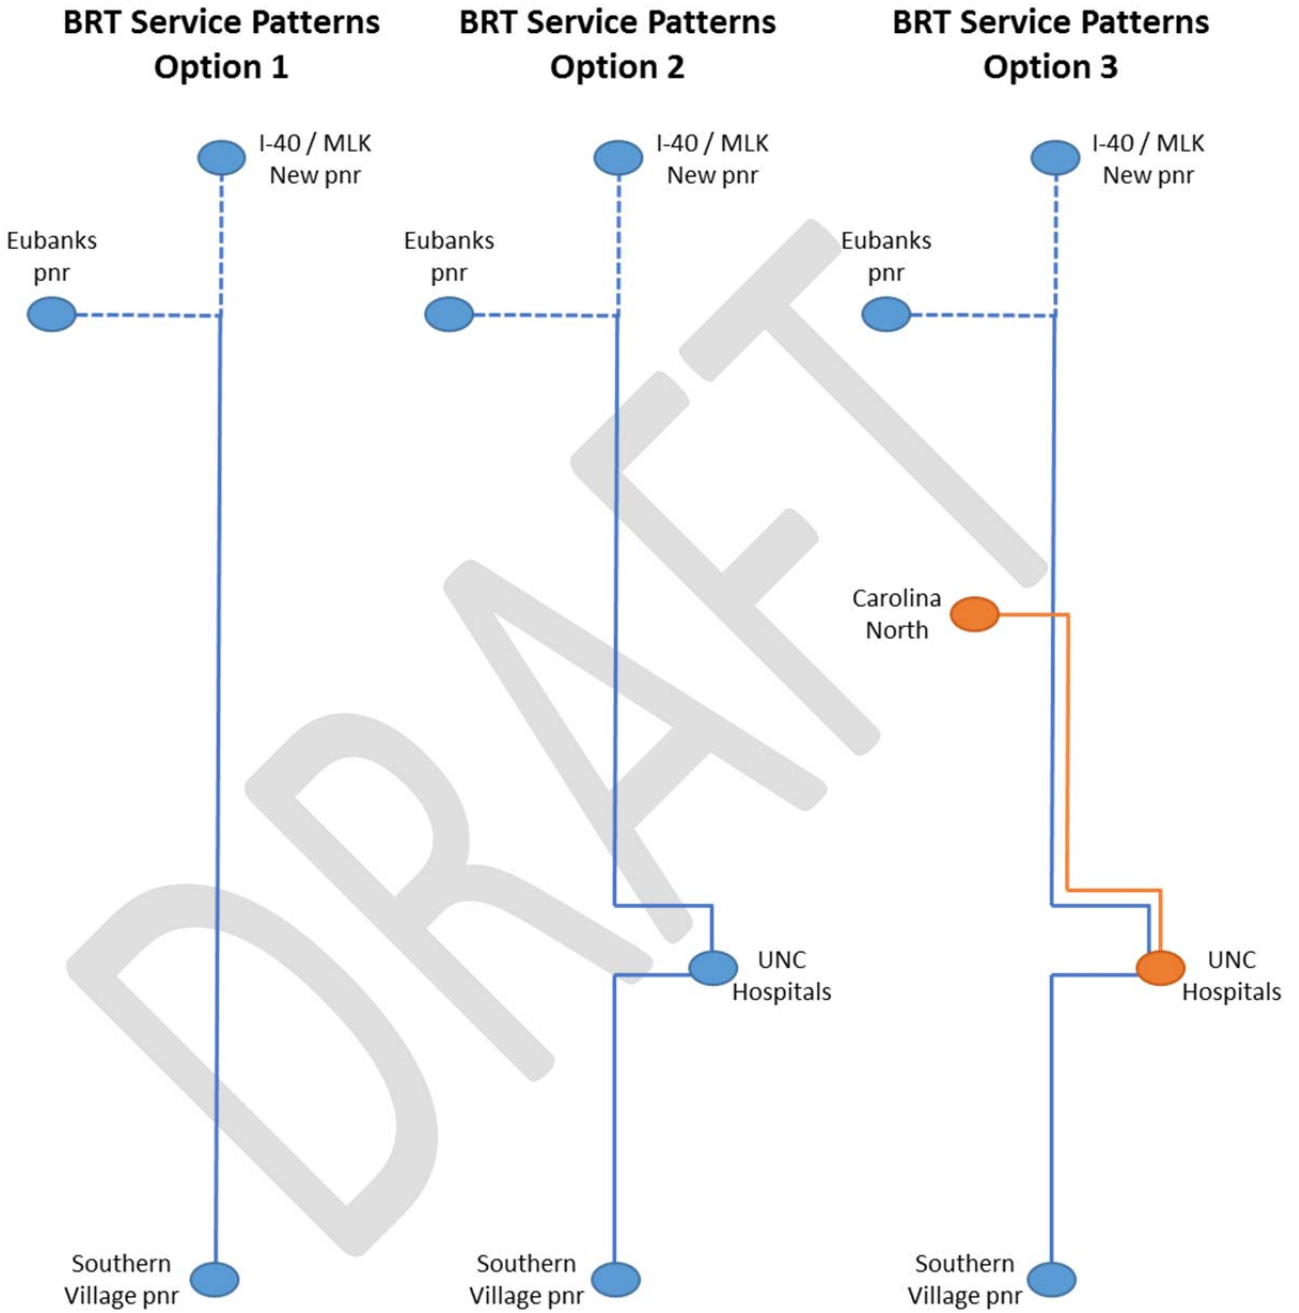 BRT Service Patterns
Option 1
I-40 / MLK
New pnr
Eubanks
pnr
Southern
Village pnr
BRT Service Patterns
Option 2
I-40 / MLK
New pnr
Eubanks
pnr
UNC
Hospitals
Southern
Village pnr
BRT Service Patterns
Option 3
I-40 / MLK
New pnr
Eubanks
pnr
Carolina
North
UNC
Hospitals
Southern
Village pnr
DRAFT